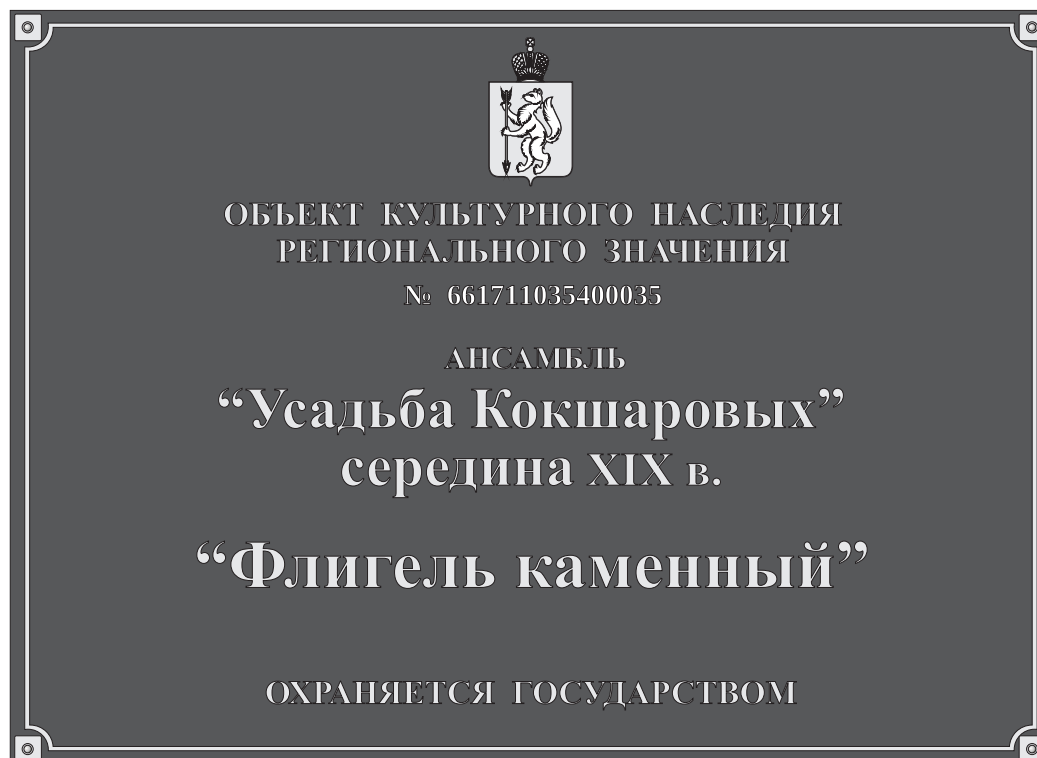 ОБЪЕКТ КУЛЬТУРНОГО НАСЛЕДИЯ
РЕГИОНАЛЬНОГО ЗНАЧЕНИЯ
№ 661711035400035
АНСАМБЛЬ
“Усадьба Кокшаровых”
середина XIX в.
“Флигель каменный”
ОХРАНЯЕТСЯ ГОСУДАРСТВОМ